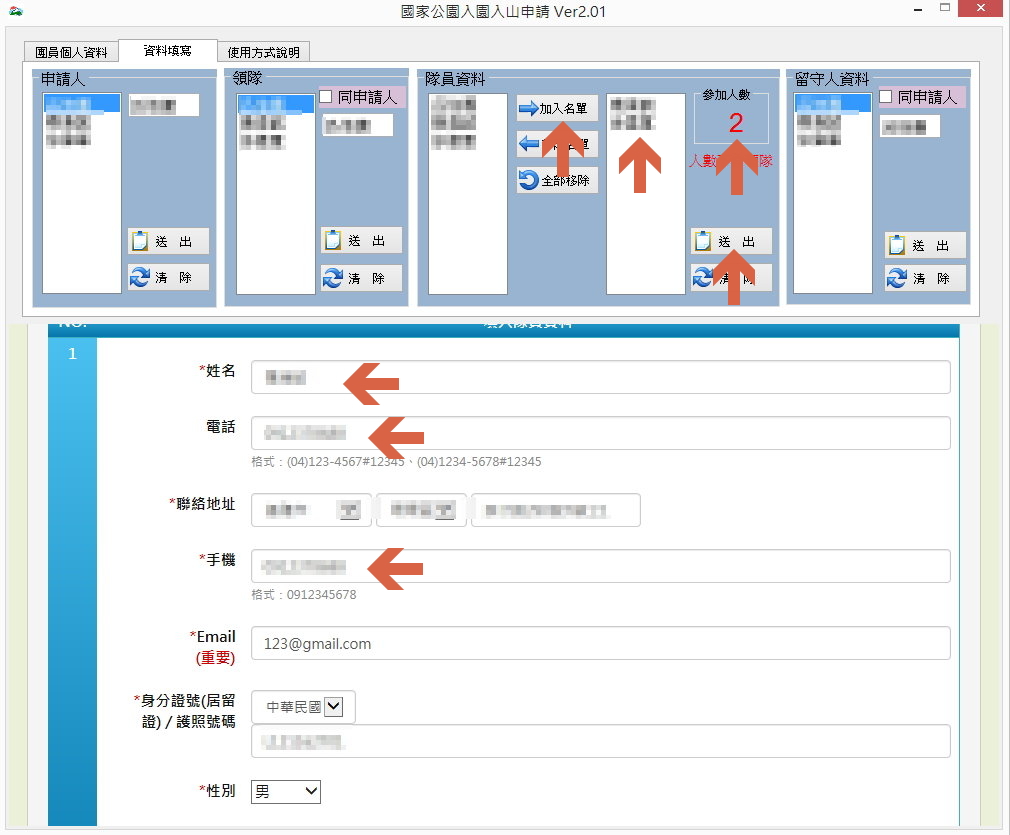 國家公園入園入山申請 Ver2.01
團員個人資料
資料填寫
使用方式說明
申請人
送 出
清 除
領隊
同申請人
送 出
清 除
隊員資料
加入名單
全部移除
參加人數
2
人數
隊
送 出
清 除
留守人資料
同申請人
送 出
清 除
NO.
填入隊員資料
1
*姓名
電話
格式：(04)123-4567#12345、(04)1234-5678#12345
*聯絡地址
*手機
格式：0912345678
*Email
(重要)
123@gmail.com
*身分證號(居留
證) / 護照號碼
中華民國
*性別
男